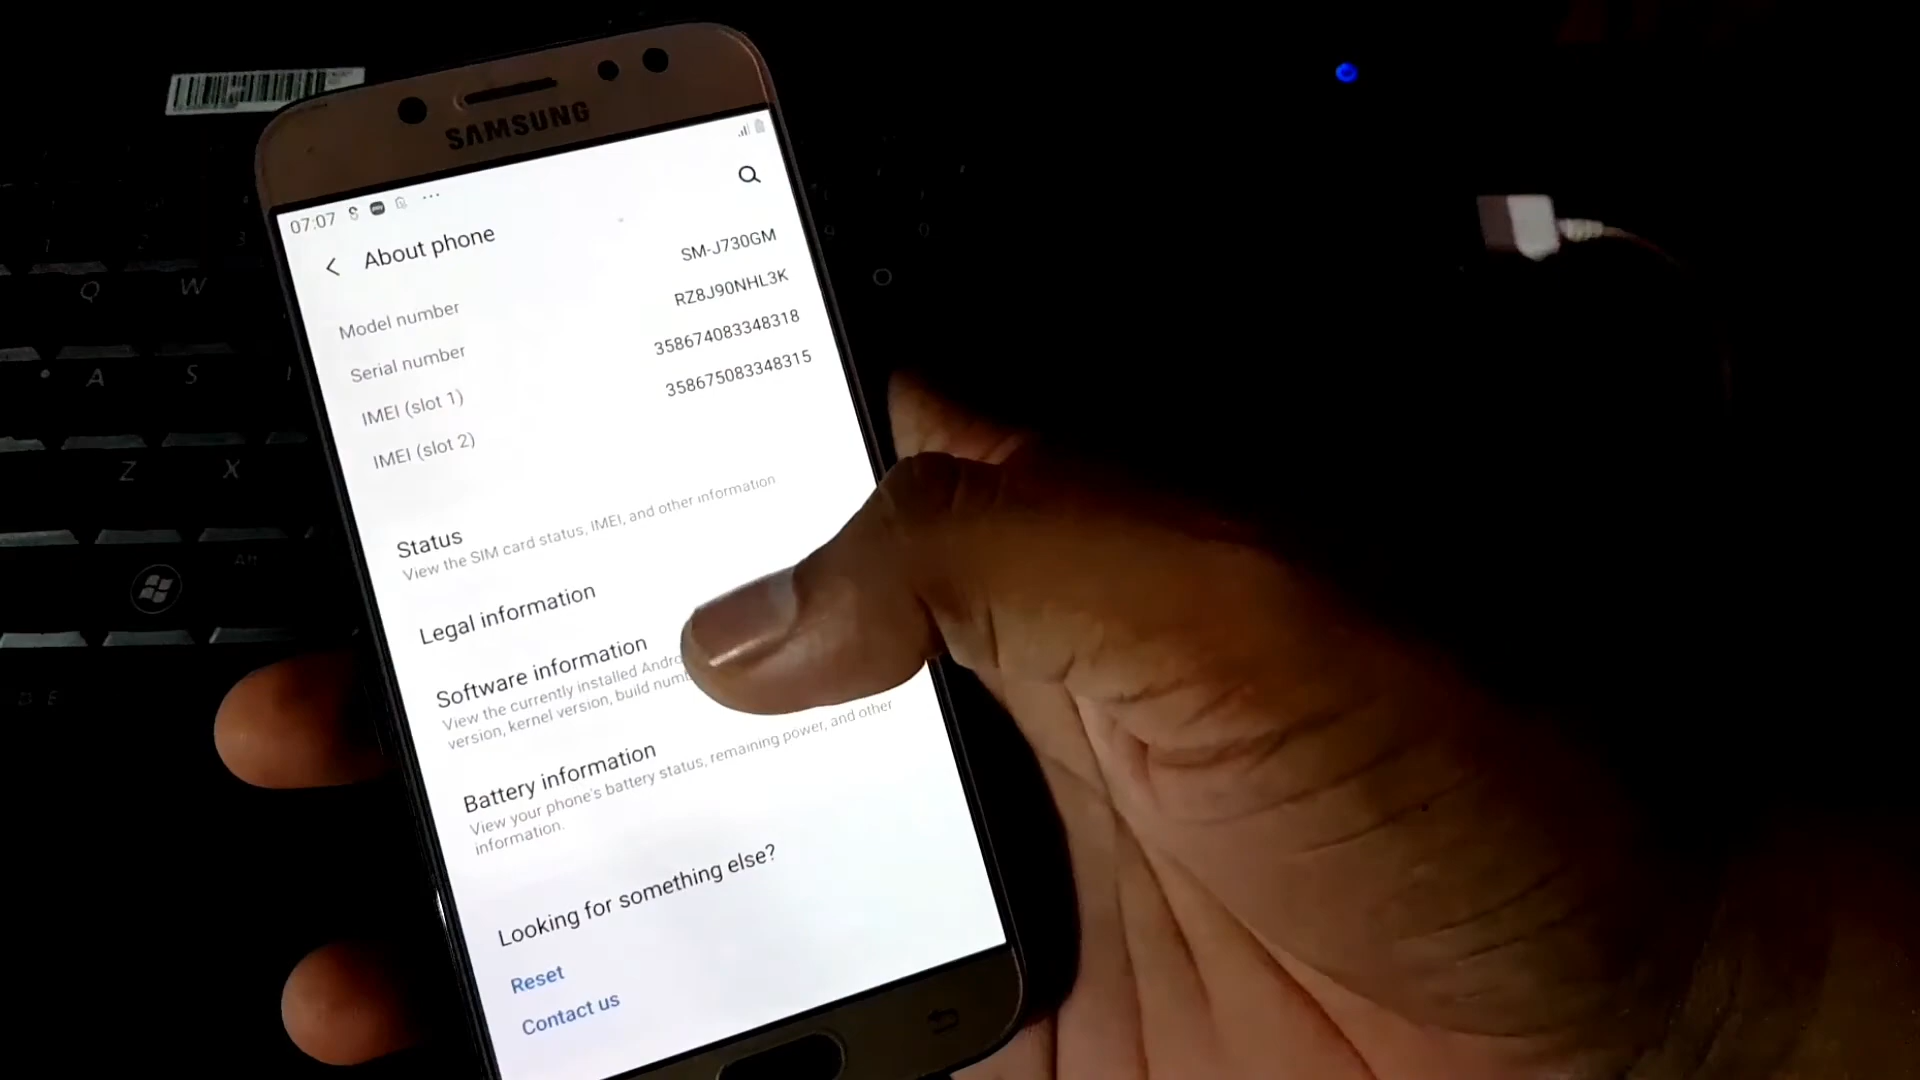 SAMSUNG
07:07
About phone
Model number SM-J730GM
Serial number RZ8J90NHL3K
IMEI (slot 1) 358674083348318
IMEI (slot 2) 358675083348315
Status
View the SIM card status, IMEI, and other information
Legal information
Software information
View the currently installed
version, kernel version, build
Battery information
View your phone's battery status, remaining power, and other
information.
Looking for something else?
Reset
Contact us
Q W
A S
Z X
Alt
O